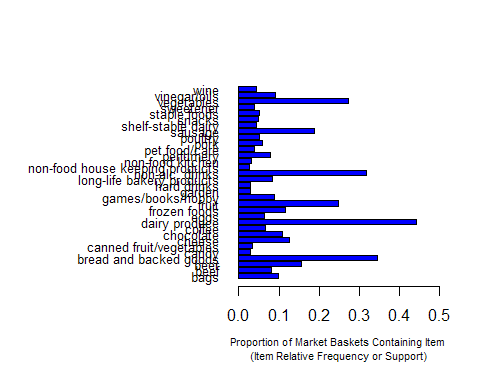 wine
vinegar/oils
vegetables
sweetener
staple foods
snacks
shelf-stable dairy
sausage
poultry
pork
pet food/care
perfumery
non-food kitchen
non-food house keeping products
non-alc. drinks
long-life bakery products
hard drinks
garden
games/books/hobby
fruit
frozen foods
eggs
dairy produce
coffee
chocolate
cheese
canned fruit/vegetables
candy
bread and backed goods
beer
beef
bags
0.0 0.1 0.2 0.3 0.4 0.5
Proportion of Market Baskets Containing Item
(Item Relative Frequency or Support)